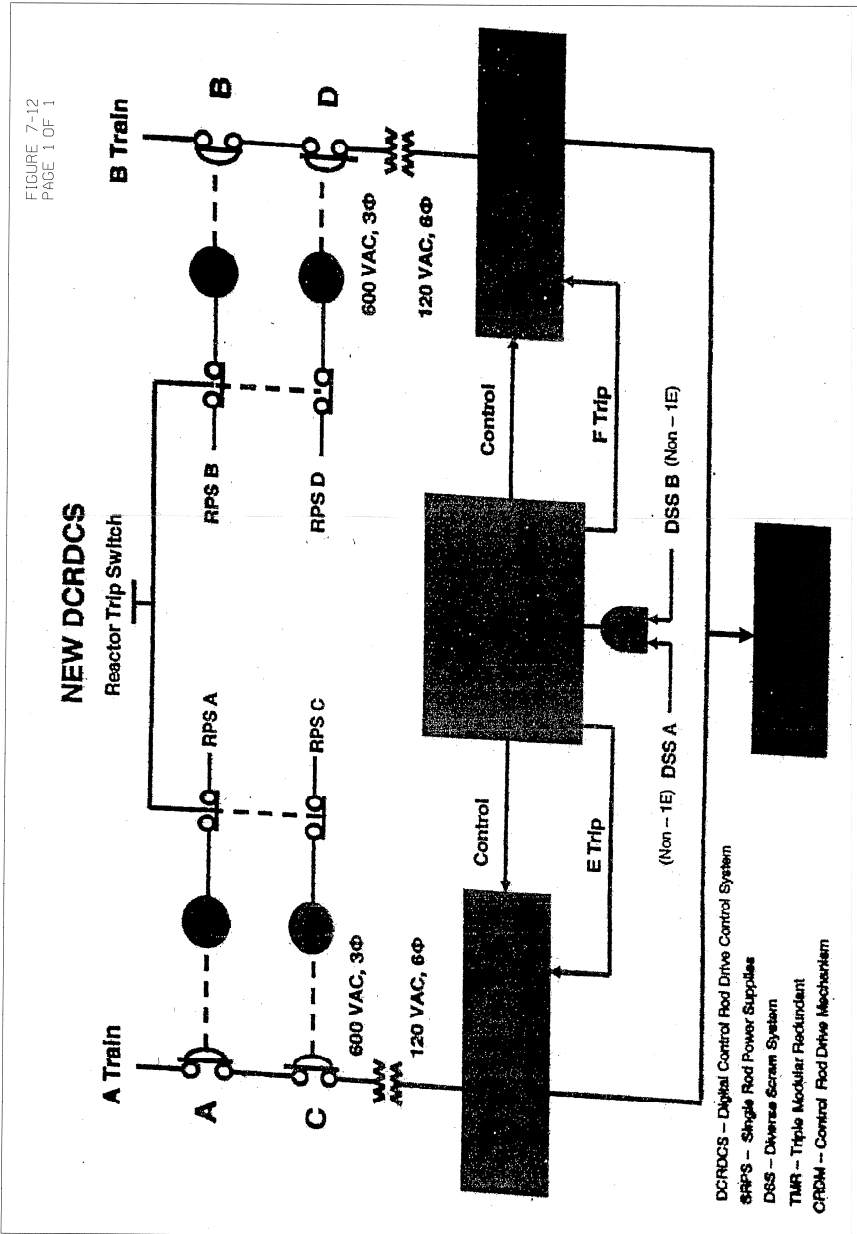 FIGURE 7-12
PAGE 1 OF 1
NEW DCRDCS
Reactor Trip Switch
A Train
B Train
A
RPS A
RPS B
B
C
RPS C
RPS D
D
600 VAC, 3Φ
600 VAC, 3Φ
120 VAC, 6Φ
120 VAC, 6Φ
Control
Control
E Trip
F Trip
(Non – 1E) DSS A
DSS B (Non – 1E)
DCRDCS – Digital Control Rod Drive Control System
SRPS – Single Rod Power Supplies
DSS – Diverse Scram System
TMR – Triple Modular Redundant
CRDM – Control Rod Drive Mechanism